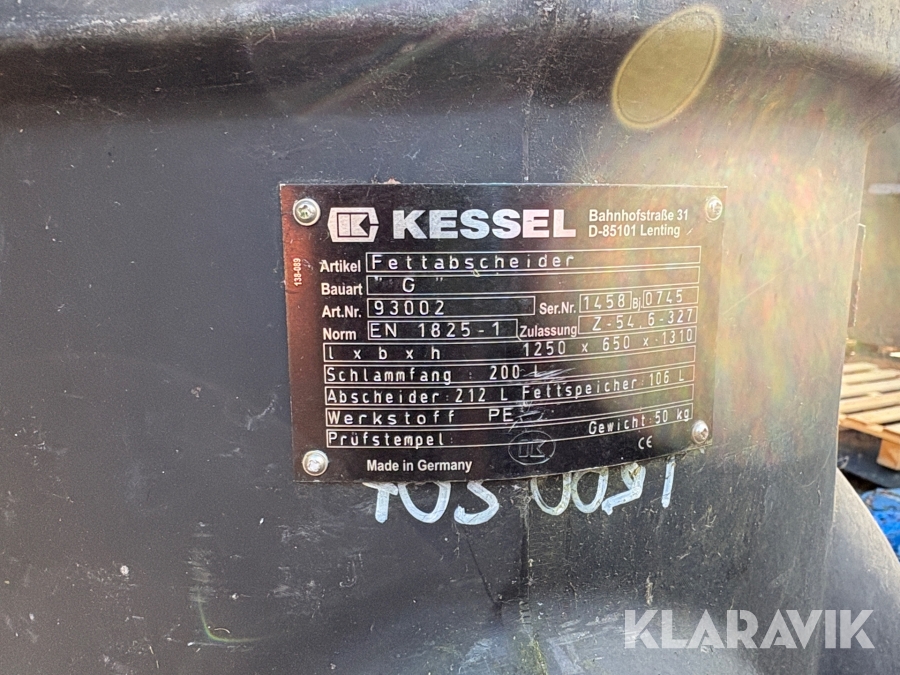 KESSEL
Bahnhofstraße 31
D-85101 Lenting
138-089
Artikel Fettabscheider
Bauart " G "
Art.Nr. 93002 Ser.Nr. 1458 Bj 0745
Norm EN 1825-1 Zulassung Z-54.6-327
l x b x h 1250 x 650 x 1310
Schlammfang : 200 L
Abscheider: 212 L Fettspeicher: 106 L
Werkstoff PE Gewicht: 50 kg
Prüfstempel:
CE
Made in Germany
KLARAVIK